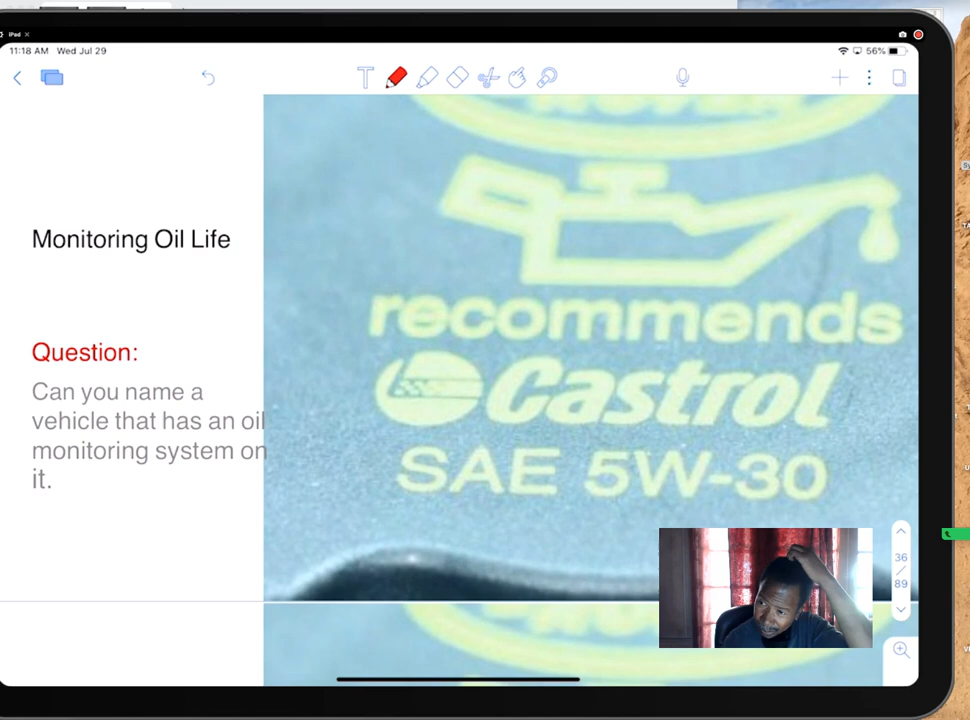 iPad ×
11:18 AM Wed Jul 29
56%
T
Monitoring Oil Life
Question:
Can you name a
vehicle that has an oil
monitoring system on
it.
recommends
Castrol
SAE 5W-30
36
/
89